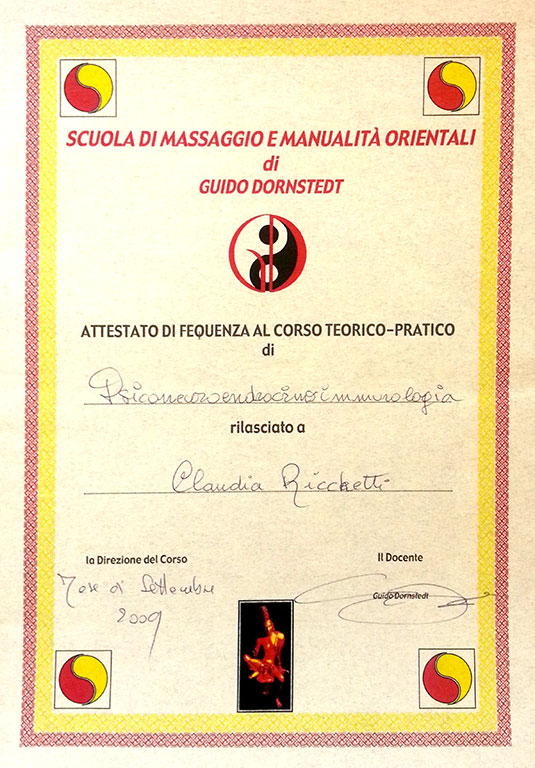 SCUOLA DI MASSAGGIO E MANUALITÀ ORIENTALI
di
GUIDO DORNSTEDT
ATTESTATO DI FEQUENZA AL CORSO TEORICO-PRATICO
di
Psiconeuroendocrinoimmunologia
rilasciato a
Claudia Ricchetti
la Direzione del Corso
Il Docente
Mese di Settembre
2009
Guido Dornstedt